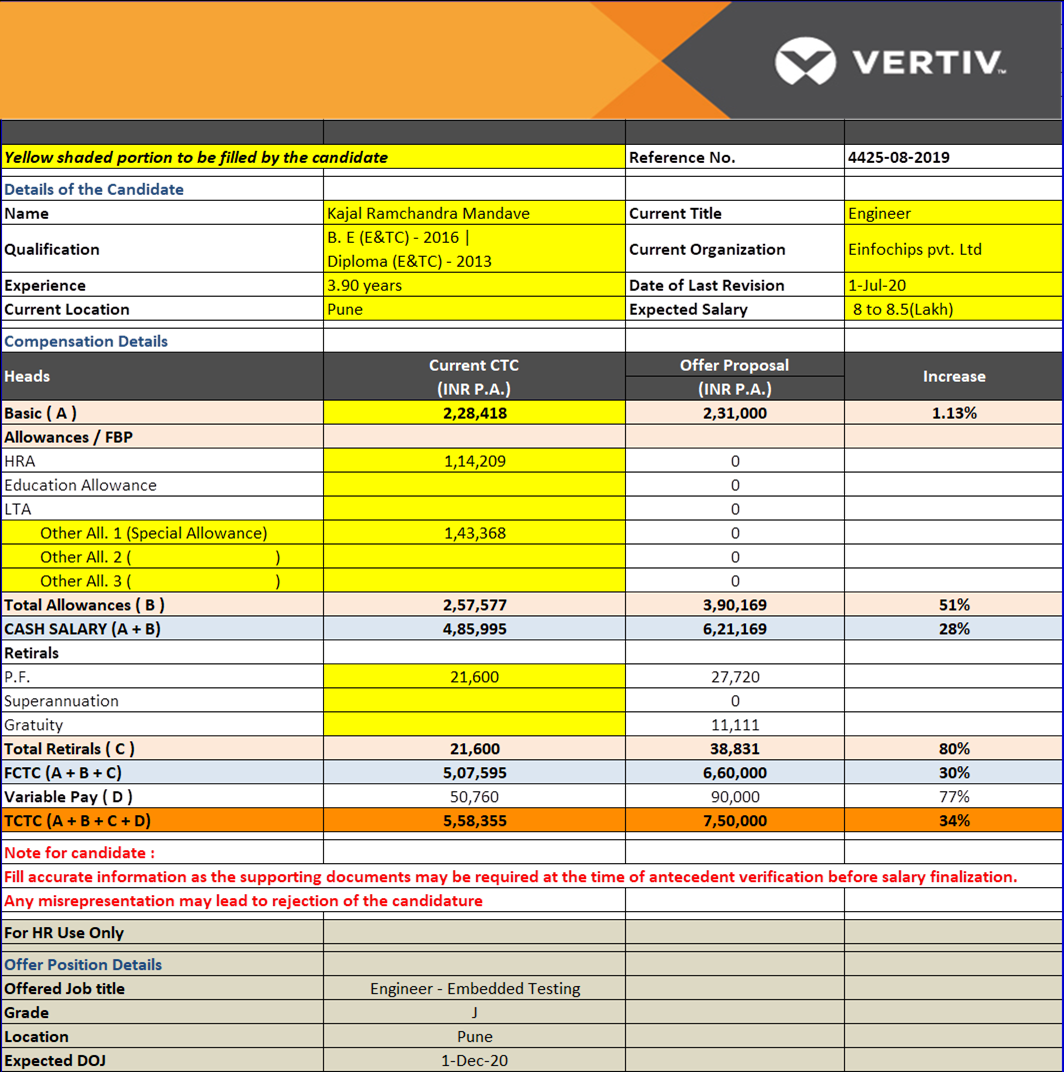 VERTIV™
Yellow shaded portion to be filled by the candidate Reference No. 4425-08-2019
Details of the Candidate
Name Kajal Ramchandra Mandave Current Title Engineer
Qualification B. E (E&TC) - 2016 | Current Organization Einfochips pvt. Ltd
Diploma (E&TC) - 2013
Experience 3.90 years Date of Last Revision 1-Jul-20
Current Location Pune Expected Salary 8 to 8.5(Lakh)
Compensation Details
Heads Current CTC Offer Proposal Increase
(INR P.A.) (INR P.A.)
Basic ( A ) 2,28,418 2,31,000 1.13%
Allowances / FBP
HRA 1,14,209 0
Education Allowance 0
LTA 0
Other All. 1 (Special Allowance) 1,43,368 0
Other All. 2 ( ) 0
Other All. 3 ( ) 0
Total Allowances ( B ) 2,57,577 3,90,169 51%
CASH SALARY (A + B) 4,85,995 6,21,169 28%
Retirals
P.F. 21,600 27,720
Superannuation 0
Gratuity 11,111
Total Retirals ( C ) 21,600 38,831 80%
FCTC (A + B + C) 5,07,595 6,60,000 30%
Variable Pay ( D ) 50,760 90,000 77%
TCTC (A + B + C + D) 5,58,355 7,50,000 34%
Note for candidate :
Fill accurate information as the supporting documents may be required at the time of antecedent verification before salary finalization.
Any misrepresentation may lead to rejection of the candidature
For HR Use Only
Offer Position Details
Offered Job title Engineer - Embedded Testing
Grade J
Location Pune
Expected DOJ 1-Dec-20